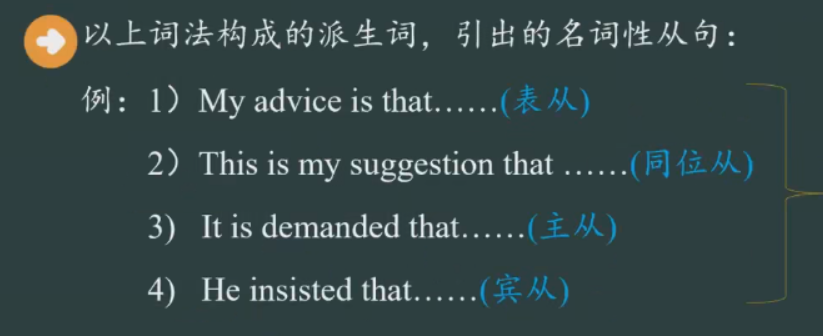 以上词法构成的派生词，引出的名词性从句：
例：1）My advice is that……(表从)
2）This is my suggestion that ……(同位从)
3) It is demanded that……(主从)
4) He insisted that……(宾从)